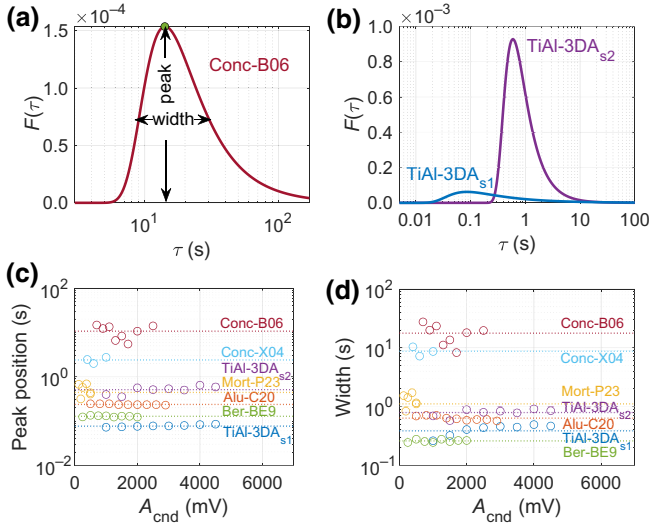 (a)
×10⁻⁴
1.5
1.0
0.5
0.0
F(τ)
Conc-B06
peak
width
10¹
10²
τ (s)
(b)
×10⁻³
1.0
0.8
0.6
0.4
0.2
0
F(τ)
TiAl-3DAs2
TiAl-3DAs1
0.01
0.1
1
10
100
τ (s)
(c)
10²
10⁰
10⁻²
Peak position (s)
Conc-B06
Conc-X04
TiAl-3DAs2
Mort-P23
Alu-C20
Ber-BE9
TiAl-3DAs1
0
2000
4000
6000
Acnd (mV)
(d)
10²
10¹
10⁰
10⁻¹
Width (s)
Conc-B06
Conc-X04
Mort-P23
TiAl-3DAs2
Alu-C20
TiAl-3DAs1
Ber-BE9
0
2000
4000
6000
Acnd (mV)